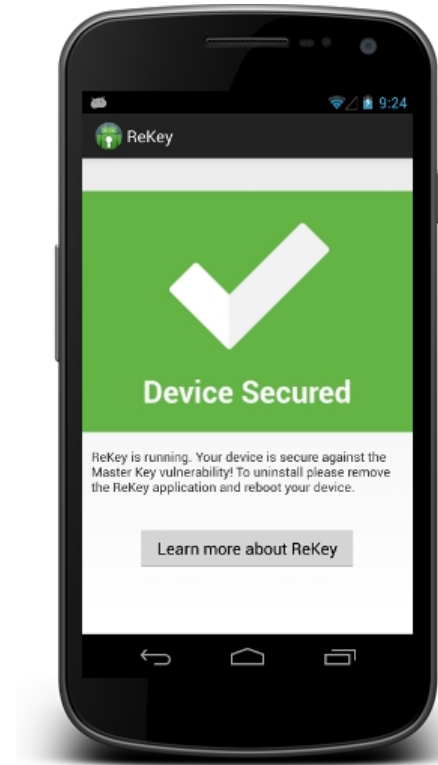 9:24
ReKey
Device Secured
ReKey is running. Your device is secure against the
Master Key vulnerability! To uninstall please remove
the ReKey application and reboot your device.
Learn more about ReKey